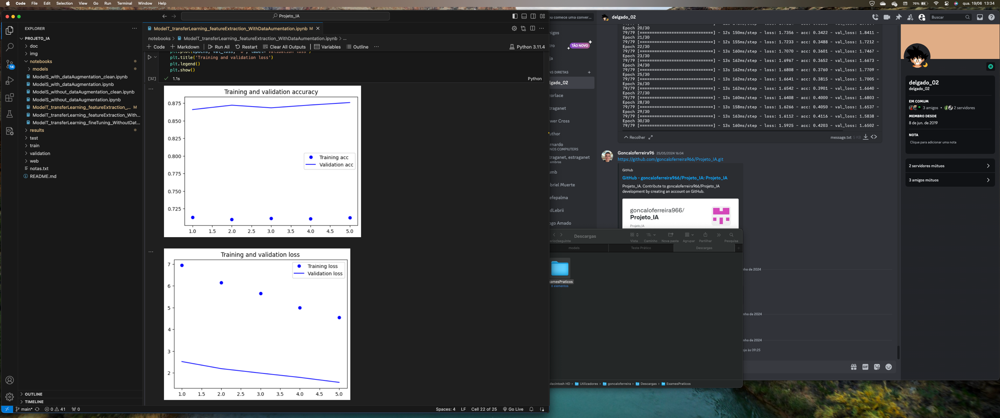 Code File Edit Selection View Go Run Terminal Window Help
76%
qua. 19/06 13:34
Projeto_IA
EXPLORER
PROJETO_IA
doc
img
notebooks
models
ModelS_with_dataAugmentation_clean.ipynb
ModelS_with_dataAugmentation.ipynb
ModelS_without_dataAugmentation_clean.ipynb
ModelS_without_dataAugmentation.ipynb
ModelT_transferLearning_featureExtraction_... M
ModelT_transferLearning_featureExtraction_With...
ModelT_transferLearning_fineTuning_WithoutDat...
results
test
train
validation
web
notas.txt
README.md
OUTLINE
TIMELINE
14
ModelT_transferLearning_featureExtraction_WithDataAumentation.ipynb M
notebooks > ModelT_transferLearning_featureExtraction_WithDataAumentation.ipynb > ...
+ Code + Markdown Run All Restart Clear All Outputs Variables Outline ...
Python 3.11.4
plt.plot(epochs, val_loss, 'b', label='Validation loss')
plt.title('Training and validation loss')
plt.legend()
plt.show()
[32] 1.1s
Python
Training and validation accuracy
0.875
0.850
0.825
0.800
0.775
0.750
0.725
Training acc
Validation acc
1.0 1.5 2.0 2.5 3.0 3.5 4.0 4.5 5.0
Training and validation loss
7
6
5
4
3
2
Training loss
Validation loss
1.0 1.5 2.0 2.5 3.0 3.5 4.0 4.5 5.0
main* 0 41 0
Spaces: 4 LF Cell 22 of 25 Go Live
ou comece uma conver...
nigos
tro
TÃO NOVO
ja
NS DIRETAS
lgado_02
zorlace
traganet
wer Cross
uthor
rnardo
NOS COMPIUTERS
traganet, estraganet
embros
umb
briel Muerte
efepalma
dLebrii
ogo Amado
delgado_02
Buscar
Epoch 20/30
79/79 [==============================] - 12s 150ms/step - loss: 1.7356 - acc: 0.3422 - val_loss: 1.8411 -
Epoch 21/30
79/79 [==============================] - 12s 155ms/step - loss: 1.7233 - acc: 0.3488 - val_loss: 1.7212 -
Epoch 22/30
79/79 [==============================] - 13s 160ms/step - loss: 1.7070 - acc: 0.3601 - val_loss: 1.7467 -
Epoch 23/30
79/79 [==============================] - 13s 162ms/step - loss: 1.6967 - acc: 0.3652 - val_loss: 1.6673 -
Epoch 24/30
79/79 [==============================] - 13s 162ms/step - loss: 1.6808 - acc: 0.3760 - val_loss: 1.7709 -
Epoch 25/30
79/79 [==============================] - 13s 162ms/step - loss: 1.6641 - acc: 0.3815 - val_loss: 1.7005 -
Epoch 26/30
79/79 [==============================] - 13s 162ms/step - loss: 1.6542 - acc: 0.3901 - val_loss: 1.6640 -
Epoch 27/30
79/79 [==============================] - 13s 160ms/step - loss: 1.6408 - acc: 0.4000 - val_loss: 1.6803 -
Epoch 28/30
79/79 [==============================] - 13s 158ms/step - loss: 1.6266 - acc: 0.4050 - val_loss: 1.6537 -
Epoch 29/30
79/79 [==============================] - 13s 163ms/step - loss: 1.6112 - acc: 0.4116 - val_loss: 1.5838 -
Epoch 30/30
79/79 [==============================] - 13s 160ms/step - loss: 1.5925 - acc: 0.4203 - val_loss: 1.6502 -
Recolher
message.txt 5 KB
Goncaloferreira96 25/05/2024 16:04
https://github.com/goncaloferreira966/Projeto_IA.git
GitHub
GitHub - goncaloferreira966/Projeto_IA: Projeto_IA
Projeto_IA. Contribute to goncaloferreira966/Projeto_IA
development by creating an account on GitHub.
goncaloferreira966/
Projeto_IA
Projeto_IA
nho de 2024
nho de 2024
nho de 2024
oje às 09:25
GIF
Descargas
erior/seguinte
Vista Caminho Nova pasta Agrupar Partilhar Pesquisa
models
Teste Prático
Descargas
xamesPraticos
8 elementos
Macintosh HD > Utilizadores > goncaloferreira > Descargas > ExamesPraticos
delgado_02
delgado_02
EM COMUM
3 amigos • 2 servidores
MEMBRO DESDE
8 de jun. de 2019
NOTA
Clique para adicionar uma nota
2 servidores mútuos
3 amigos mútuos